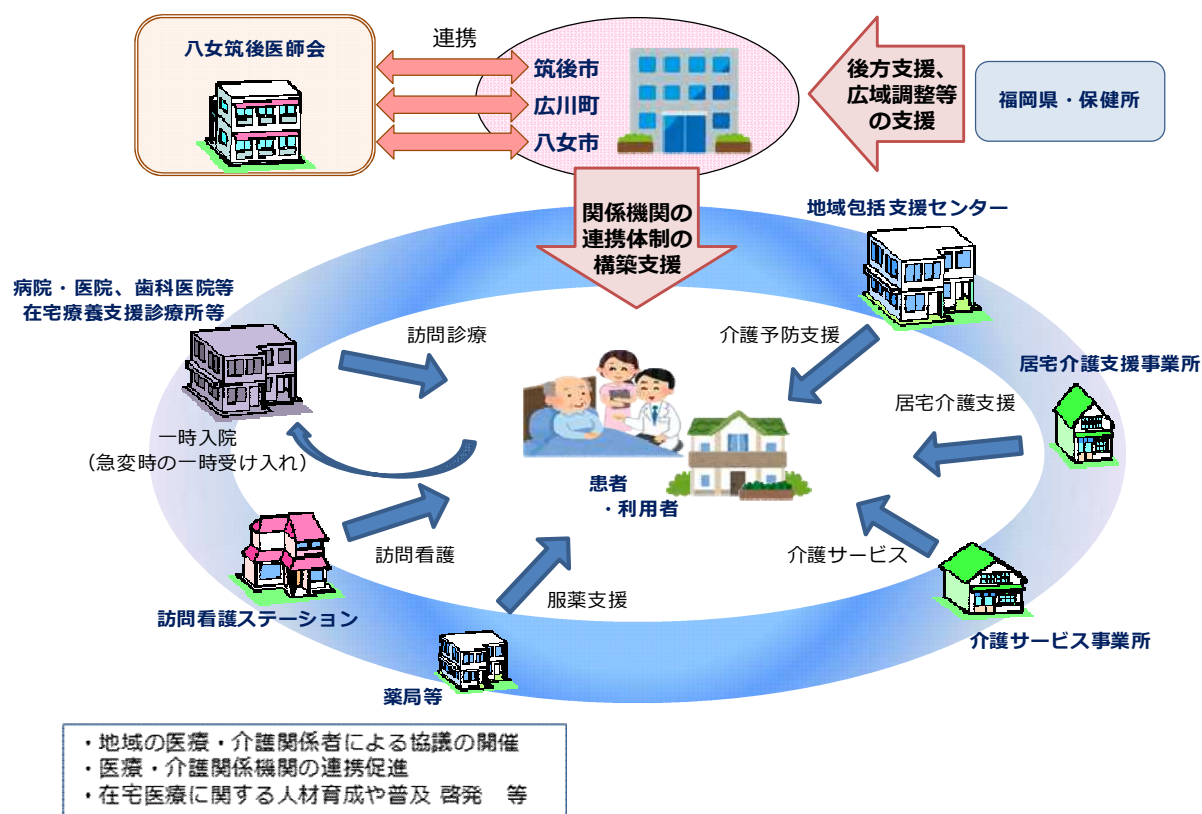 八女筑後医師会
連携
筑後市
広川町
八女市
後方支援、
広域調整等
の支援
福岡県・保健所
関係機関の
連携体制の
構築支援
地域包括支援センター
病院・医院、歯科医院等
在宅療養支援診療所等
訪問診療
介護予防支援
居宅介護支援事業所
居宅介護支援
一時入院
（急変時の一時受け入れ）
患者
・利用者
訪問看護
介護サービス
服薬支援
訪問看護ステーション
介護サービス事業所
薬局等
・地域の医療・介護関係者による協議の開催
・医療・介護関係機関の連携促進
・在宅医療に関する人材育成や普及 啓発　等